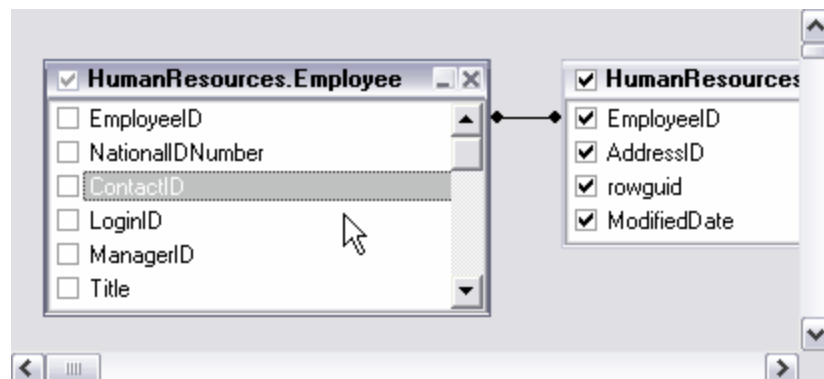 HumanResources.Employee
EmployeeID
NationalIDNumber
ContactID
LoginID
ManagerID
Title
HumanResources
EmployeeID
AddressID
rowguid
ModifiedDate